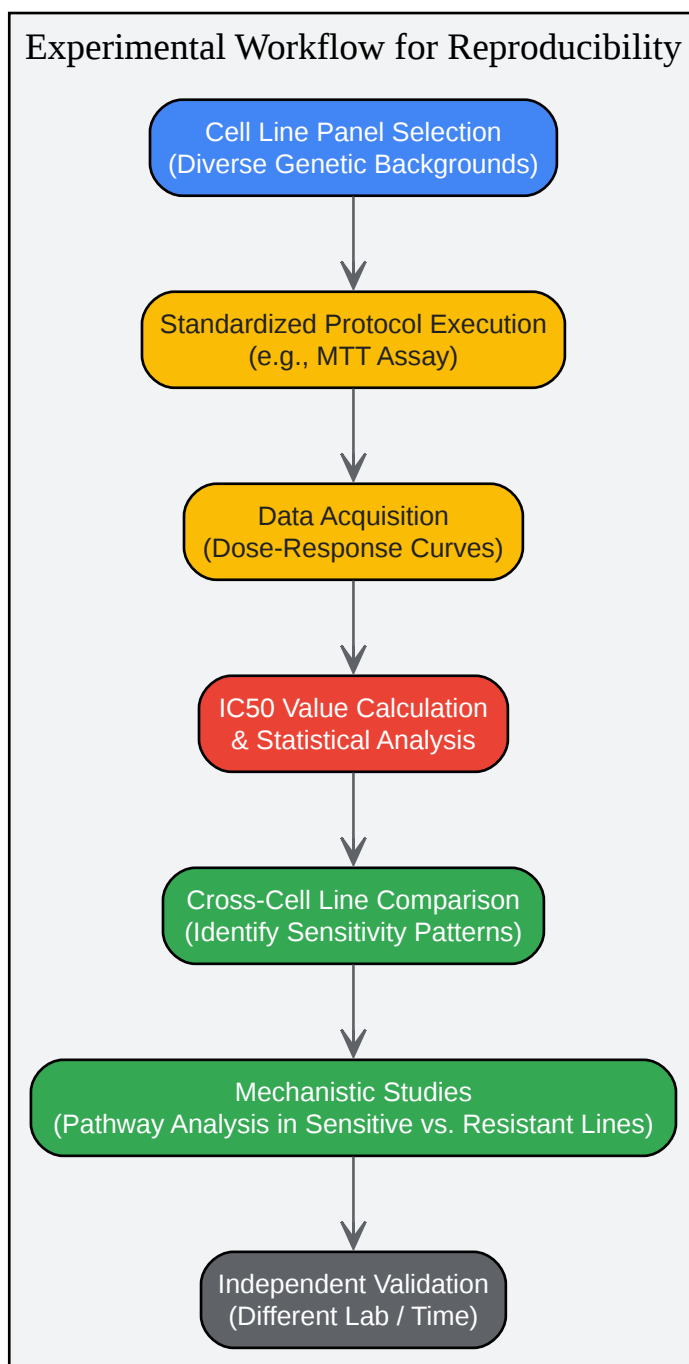 Experimental Workflow for Reproducibility
Cell Line Panel Selection
(Diverse Genetic Backgrounds)
Standardized Protocol Execution
(e.g., MTT Assay)
Data Acquisition
(Dose-Response Curves)
IC50 Value Calculation
& Statistical Analysis
Cross-Cell Line Comparison
(Identify Sensitivity Patterns)
Mechanistic Studies
(Pathway Analysis in Sensitive vs. Resistant Lines)
Independent Validation
(Different Lab / Time)